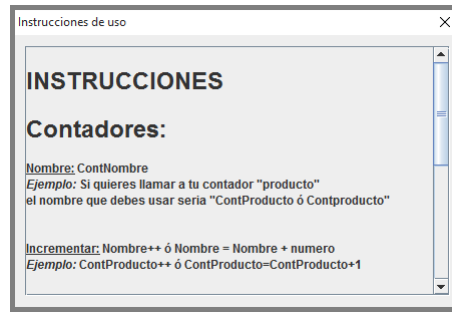 Instrucciones de uso
INSTRUCCIONES
Contadores:
Nombre: ContNombre
Ejemplo: Si quieres llamar a tu contador "producto"
el nombre que debes usar seria "ContProducto ó Contproducto"
Incrementar: Nombre++ ó Nombre = Nombre + numero
Ejemplo: ContProducto++ ó ContProducto=ContProducto+1